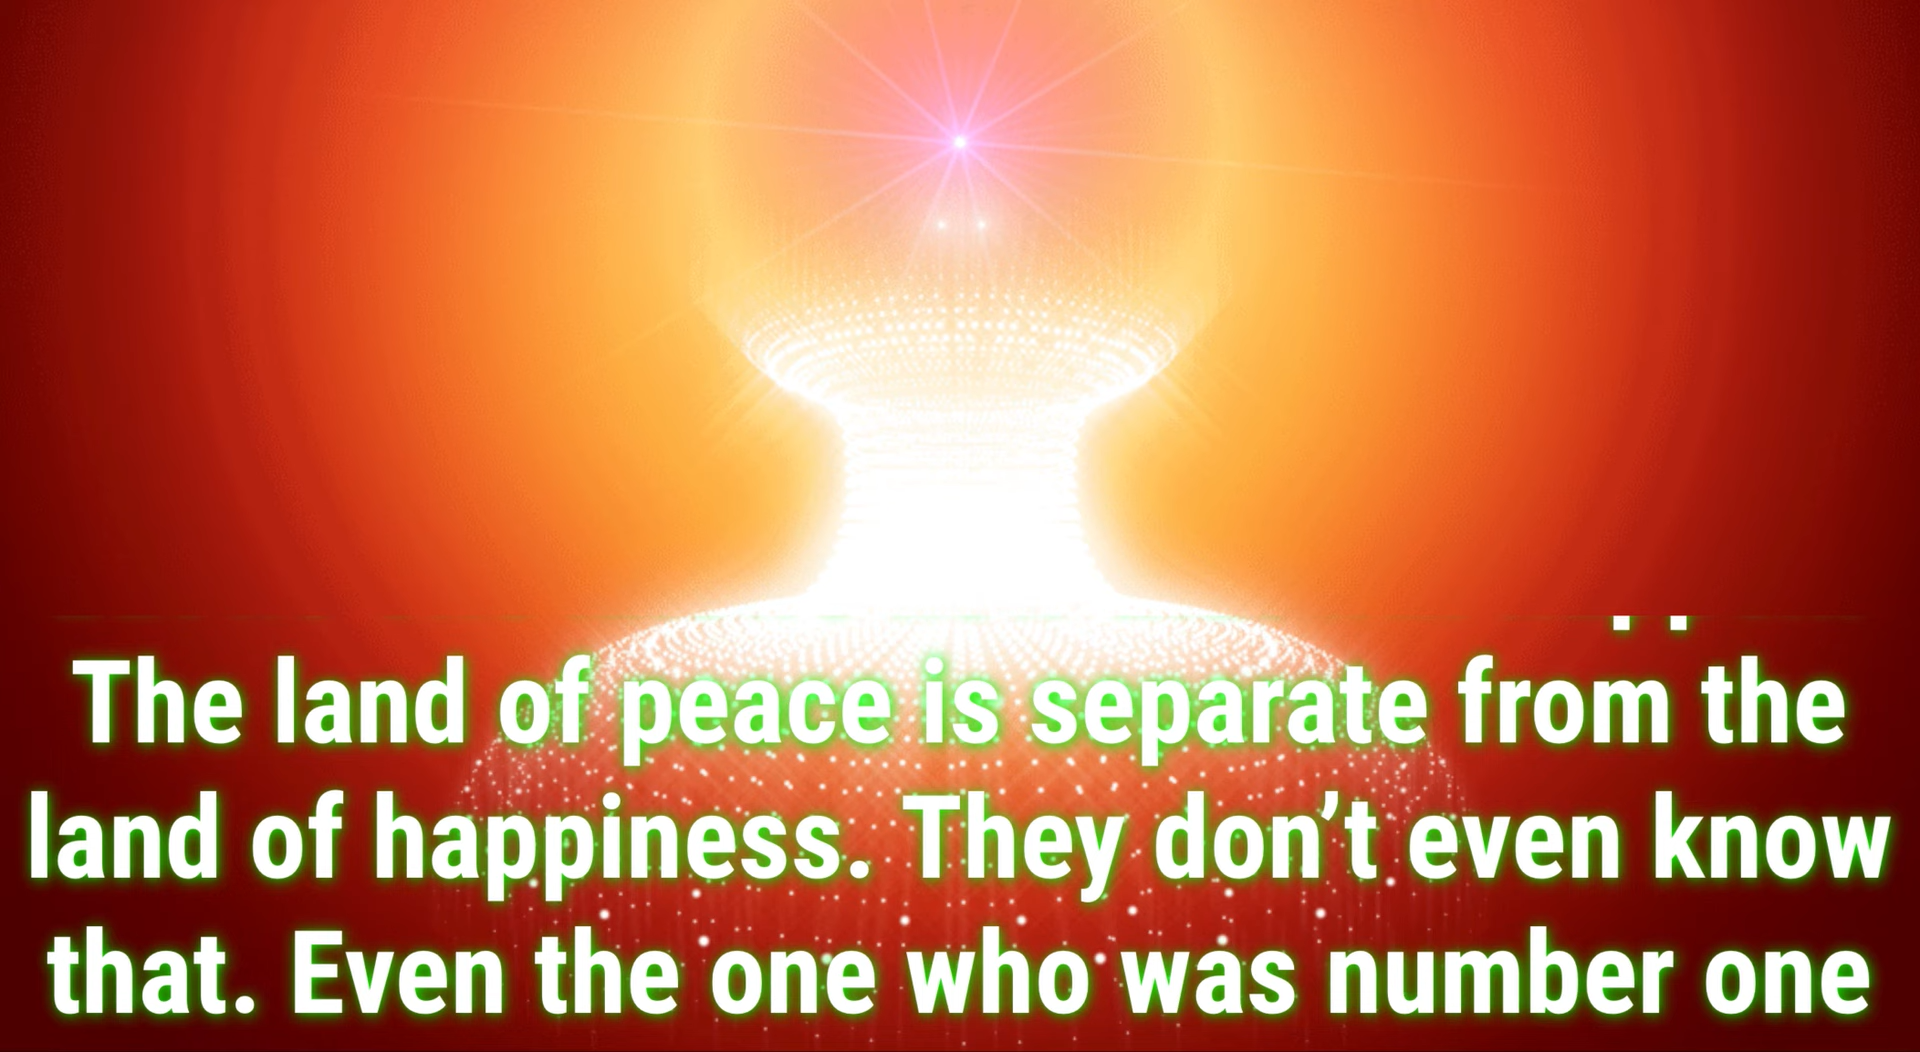 The land of peace is separate from the
land of happiness. They don’t even know
that. Even the one who was number one